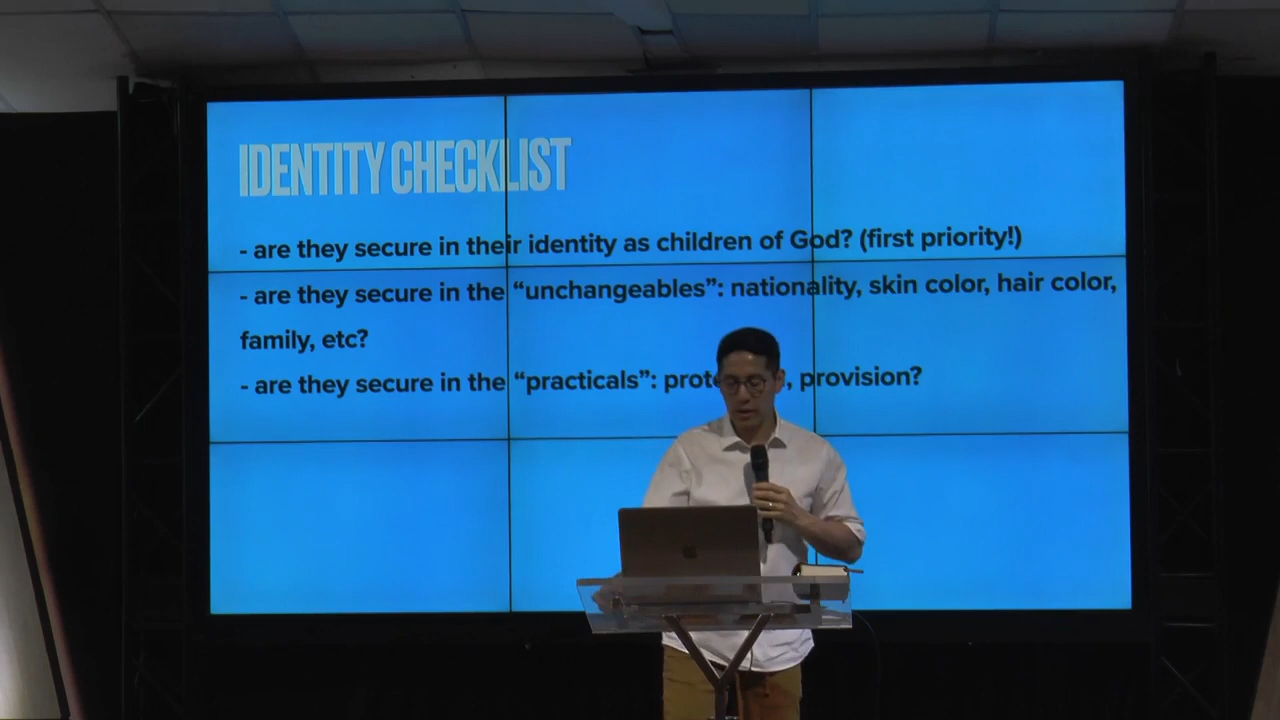 IDENTITY CHECKLIST
- are they secure in their identity as children of God? (first priority!)
- are they secure in the “unchangeables”: nationality, skin color, hair color,
family, etc?
- are they secure in the “practicals”: provision?